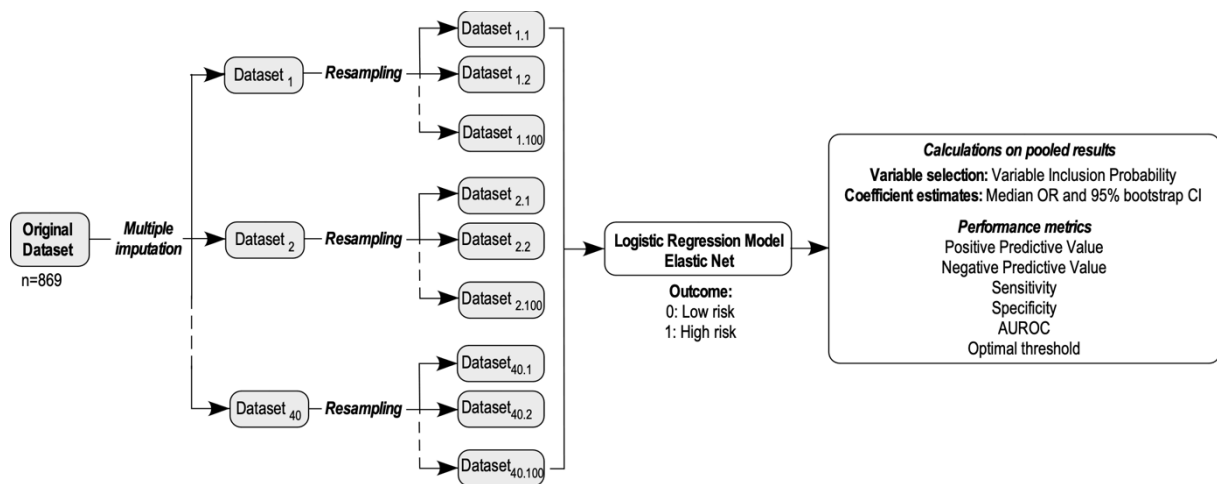 Original
Dataset
n=869
Multiple
imputation
Dataset 1
Resampling
Dataset 1.1
Dataset 1.2
Dataset 1.100
Dataset 2
Resampling
Dataset 2.1
Dataset 2.2
Dataset 2.100
Dataset 40
Resampling
Dataset40.1
Dataset40.2
Dataset40.100
Logistic Regression Model
Elastic Net
Outcome:
0: Low risk
1: High risk
Calculations on pooled results
Variable selection: Variable Inclusion Probability
Coefficient estimates: Median OR and 95% bootstrap CI
Performance metrics
Positive Predictive Value
Negative Predictive Value
Sensitivity
Specificity
AUROC
Optimal threshold